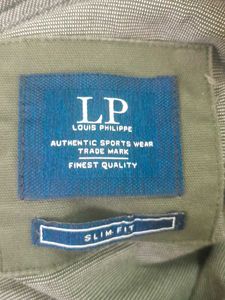 LP
LOUIS PHILIPPE
AUTHENTIC SPORTS WEAR
TRADE MARK
FINEST QUALITY
SLIM FIT